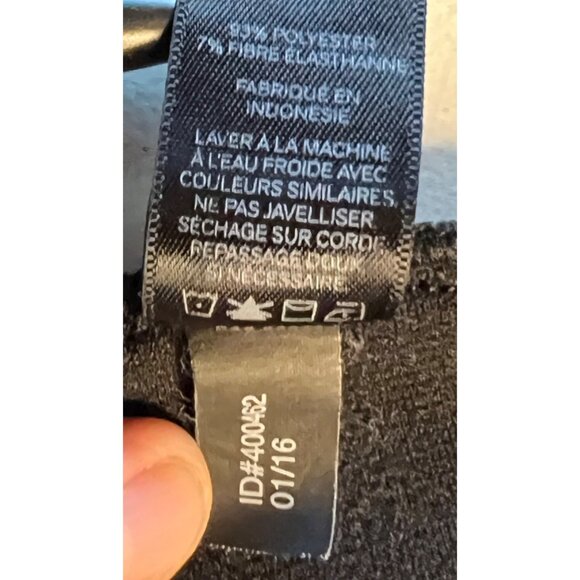 93% POLYESTER
7% FIBRE ÉLASTHANNE
FABRIQUÉ EN
INDONÉSIE
LAVER À LA MACHINE
À L'EAU FROIDE AVEC
COULEURS SIMILAIRES
NE PAS JAVELLISER
SÉCHAGE SUR CORDE
REPASSAGE DOUX
SI NÉCESSAIRE
ID#400462
01/16